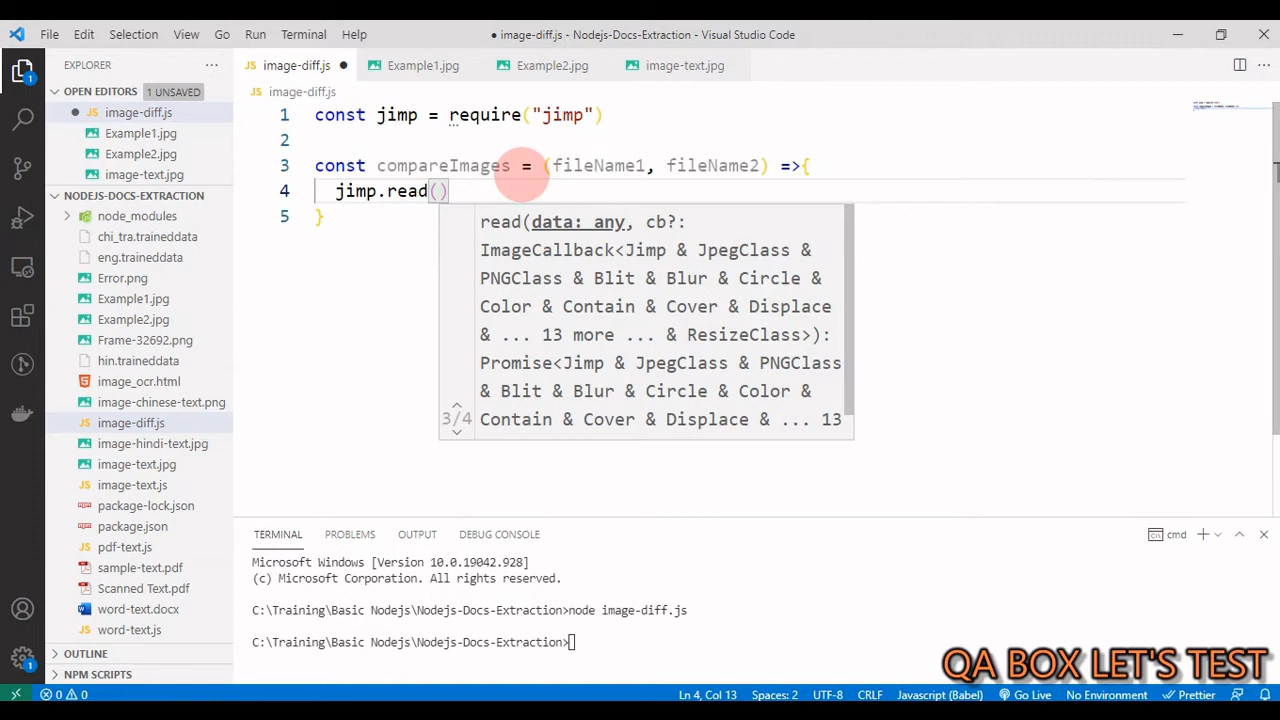 File Edit Selection View Go Run Terminal Help
● image-diff.js - Nodejs-Docs-Extraction - Visual Studio Code
EXPLORER
OPEN EDITORS 1 UNSAVED
● JS image-diff.js
Example1.jpg
Example2.jpg
image-text.jpg
NODEJS-DOCS-EXTRACTION
node_modules
chi_tra.traineddata
eng.traineddata
Error.png
Example1.jpg
Example2.jpg
Frame-32692.png
hin.traineddata
image_ocr.html
image-chinese-text.png
JS image-diff.js
image-hindi-text.jpg
image-text.jpg
JS image-text.js
package-lock.json
package.json
JS pdf-text.js
sample-text.pdf
Scanned Text.pdf
word-text.docx
JS word-text.js
OUTLINE
NPM SCRIPTS
1
1
JS image-diff.js ● Example1.jpg Example2.jpg image-text.jpg
JS image-diff.js
1 const jimp = require("jimp")
2
3 const compareImages = (fileName1, fileName2) =>{
4 jimp.read()
5 }
read(data: any, cb?:
ImageCallback<Jimp & JpegClass &
PNGClass & Blit & Blur & Circle &
Color & Contain & Cover & Displace
& ... 13 more ... & ResizeClass>):
Promise<Jimp & JpegClass & PNGClass
& Blit & Blur & Circle & Color &
3/4 Contain & Cover & Displace & ... 13
TERMINAL PROBLEMS OUTPUT DEBUG CONSOLE
cmd
Microsoft Windows [Version 10.0.19042.928]
(c) Microsoft Corporation. All rights reserved.
C:\Training\Basic Nodejs\Nodejs-Docs-Extraction>node image-diff.js
C:\Training\Basic Nodejs\Nodejs-Docs-Extraction>
QA BOX LET'S TEST
0 0 Ln 4, Col 13 Spaces: 2 UTF-8 CRLF Javascript (Babel) Go Live No Environment Prettier